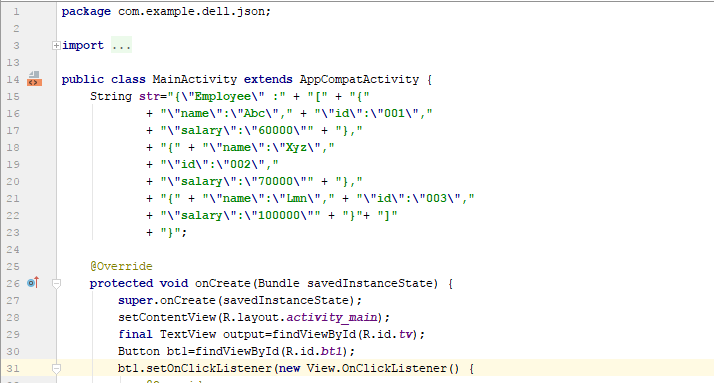 1 package com.example.dell.json;
2
3 import ...
13
14 public class MainActivity extends AppCompatActivity {
15     String str="{\"Employee\" :" + "[" + "{"
16             + "\"name\":\"Abc\"," + "\"id\":\"001\","
17             + "\"salary\":\"60000\"" + "},"
18             + "{" + "\"name\":\"Xyz\","
19             + "\"id\":\"002\","
20             + "\"salary\":\"70000\"" + "},"
21             + "{" + "\"name\":\"Lmn\"," + "\"id\":\"003\","
22             + "\"salary\":\"100000\"" + "}"+ "]"
23             + "}";
24
25     @Override
26     protected void onCreate(Bundle savedInstanceState) {
27         super.onCreate(savedInstanceState);
28         setContentView(R.layout.activity_main);
29         final TextView output=findViewById(R.id.tv);
30         Button bt1=findViewById(R.id.bt1);
31         bt1.setOnClickListener(new View.OnClickListener() {